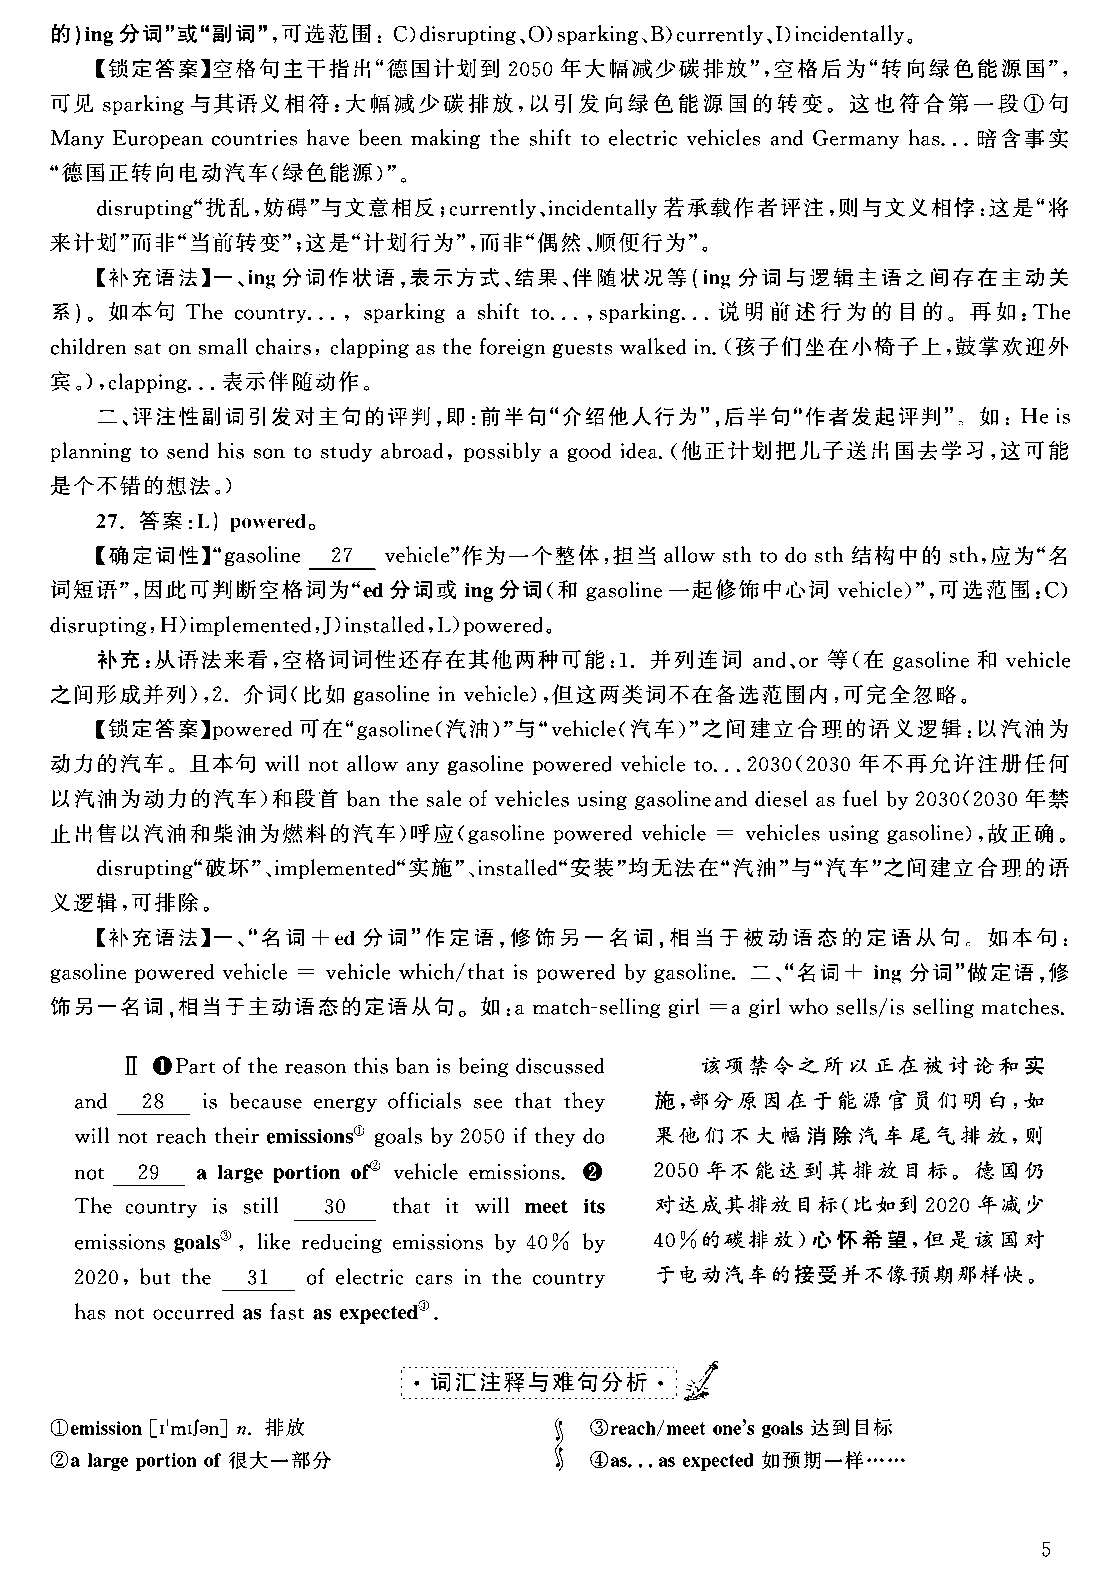 的)ing 分词”或“副词”,可选范围: C)disrupting、O)sparking、B)currently、I)incidentally。
【锁定答案】空格句主干指出“德国计划到 2050 年大幅减少碳排放”,空格后为“转向绿色能源国”,
可见 sparking 与其语义相符:大幅减少碳排放,以引发向绿色能源国的转变。这也符合第一段①句
Many European countries have been making the shift to electric vehicles and Germany has... 暗含事实
“德国正转向电动汽车(绿色能源)”。
disrupting“扰乱,妨碍”与文意相反;currently、incidentally 若承载作者评注,则与文义相悖:这是“将
来计划”而非“当前转变”;这是“计划行为”,而非“偶然、顺便行为”。
【补充语法】一、ing 分词作状语,表示方式、结果、伴随状况等(ing 分词与逻辑主语之间存在主动关
系)。如本句 The country..., sparking a shift to...,sparking... 说明前述行为的目的。再如:The
children sat on small chairs, clapping as the foreign guests walked in. (孩子们坐在小椅子上,鼓掌欢迎外
宾。),clapping... 表示伴随动作。
二、评注性副词引发对主句的评判,即:前半句“介绍他人行为”,后半句“作者发起评判”。如: He is
planning to send his son to study abroad, possibly a good idea. (他正计划把儿子送出国去学习,这可能
是个不错的想法。)
27. 答案:L) powered。
【确定词性】“gasoline 27 vehicle”作为一个整体,担当 allow sth to do sth 结构中的 sth,应为“名
词短语”,因此可判断空格词为“ed 分词或 ing 分词(和 gasoline 一起修饰中心词 vehicle)”,可选范围:C)
disrupting, H)implemented,J)installed,L)powered。
补充:从语法来看,空格词词性还存在其他两种可能:1. 并列连词 and、or 等(在 gasoline 和 vehicle
之间形成并列),2. 介词(比如 gasoline in vehicle),但这两类词不在备选范围内,可完全忽略。
【锁定答案】powered 可在“gasoline(汽油)”与“vehicle(汽车)”之间建立合理的语义逻辑:以汽油为
动力的汽车。且本句 will not allow any gasoline powered vehicle to... 2030(2030 年不再允许注册任何
以汽油为动力的汽车)和段首 ban the sale of vehicles using gasoline and diesel as fuel by 2030(2030 年禁
止出售以汽油和柴油为燃料的汽车)呼应(gasoline powered vehicle = vehicles using gasoline),故正确。
disrupting“破坏”、implemented“实施”、installed“安装”均无法在“汽油”与“汽车”之间建立合理的语
义逻辑,可排除。
【补充语法】一、“名词+ed 分词”作定语,修饰另一名词,相当于被动语态的定语从句。如本句:
gasoline powered vehicle = vehicle which/that is powered by gasoline. 二、“名词+ ing 分词”做定语,修
饰另一名词,相当于主动语态的定语从句。如:a match-selling girl =a girl who sells/is selling matches.
Ⅱ ❶Part of the reason this ban is being discussed
and 28 is because energy officials see that they
will not reach their emissions① goals by 2050 if they do
not 29 a large portion of② vehicle emissions. ❷
The country is still 30 that it will meet its
emissions goals③, like reducing emissions by 40% by
2020, but the 31 of electric cars in the country
has not occurred as fast as expected④.
该项禁令之所以正在被讨论和实
施,部分原因在于能源官员们明白,如
果他们不大幅消除汽车尾气排放,则
2050 年不能达到其排放目标。德国仍
对达成其排放目标(比如到 2020 年减少
40%的碳排放)心怀希望,但是该国对
于电动汽车的接受并不像预期那样快。
·词汇注释与难句分析·
①emission [ɪˈmɪʃən] n. 排放
②a large portion of 很大一部分
③reach/meet one's goals 达到目标
④as... as expected 如预期一样……
5